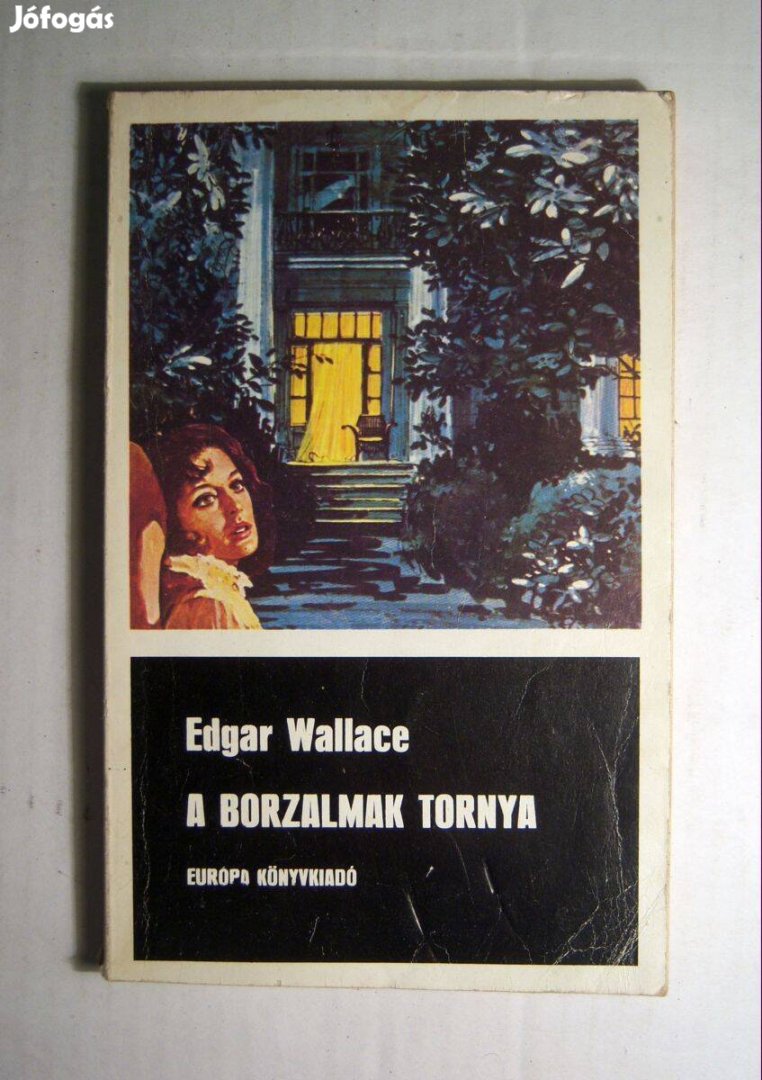 Jófogás
Edgar Wallace
A BORZALMAK TORNYA
EURÓPA KÖNYVKIADÓ